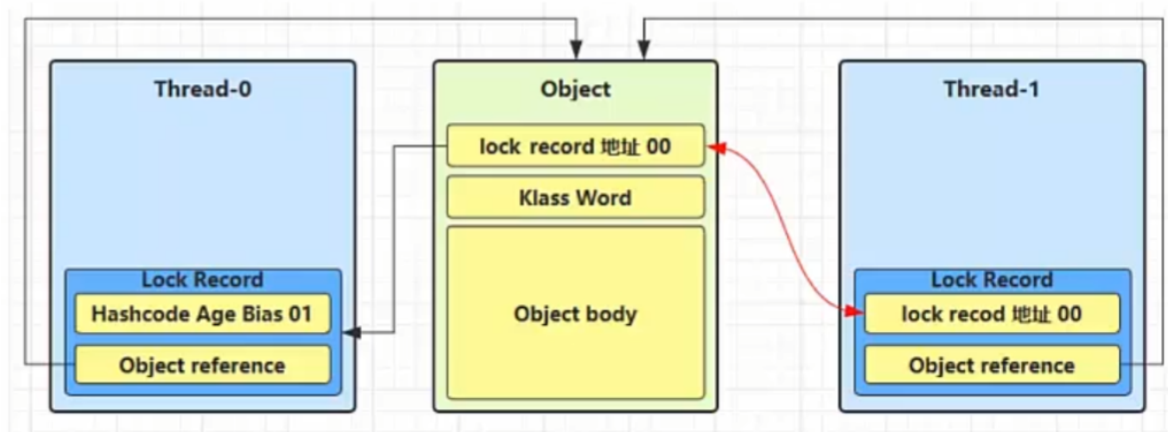 Thread-0
Lock Record
Hashcode Age Bias 01
Object reference
Object
lock record 地址 00
Klass Word
Object body
Thread-1
Lock Record
lock recod 地址 00
Object reference